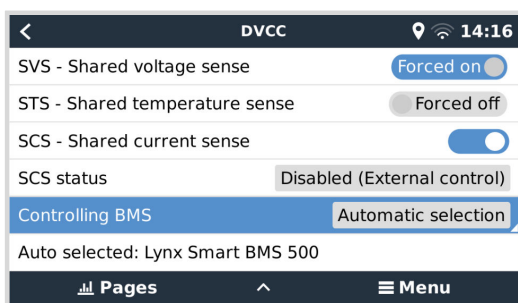 DVCC 14:16
SVS - Shared voltage sense Forced on
STS - Shared temperature sense Forced off
SCS - Shared current sense
SCS status Disabled (External control)
Controlling BMS Automatic selection
Auto selected: Lynx Smart BMS 500
Pages Menu